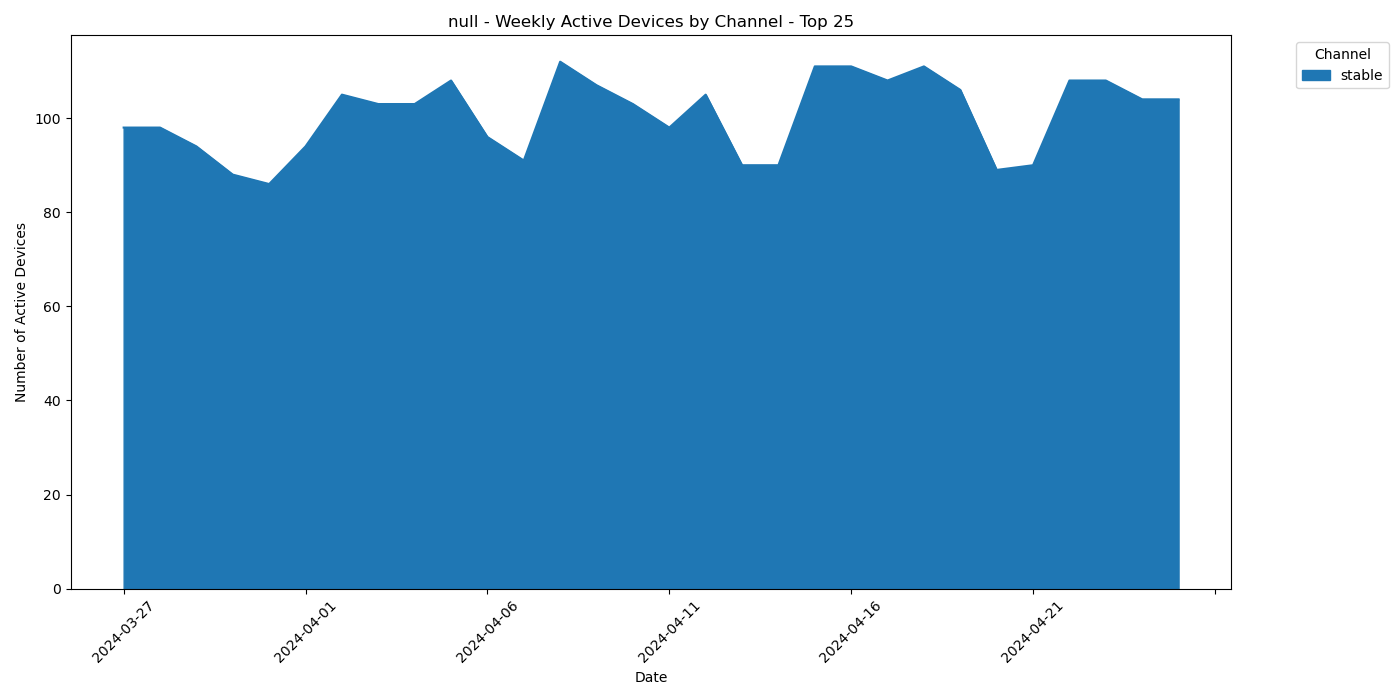 null - Weekly Active Devices by Channel - Top 25
Channel
stable
Number of Active Devices
100
80
60
40
20
0
2024-03-27
2024-04-01
2024-04-06
2024-04-11
2024-04-16
2024-04-21
Date